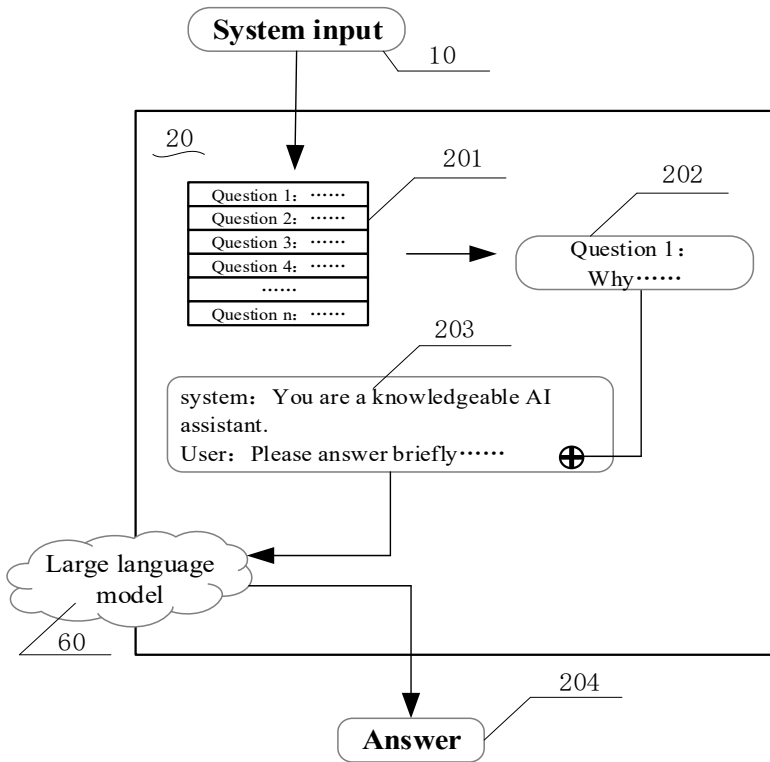 System input
10
20
201
202
Question 1：……
Question 2：……
Question 3：……
Question 4：……
……
Question n：……
Question 1：
Why……
203
system：You are a knowledgeable AI
assistant.
User：Please answer briefly……
Large language
model
60
204
Answer